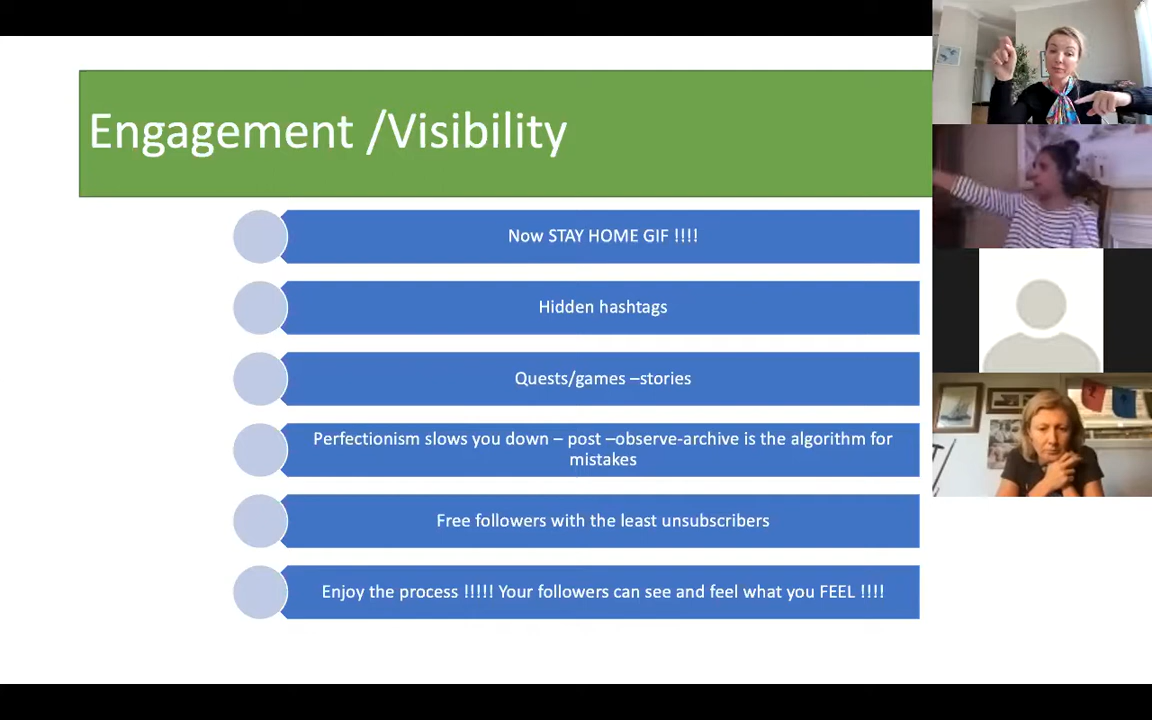 Engagement /Visibility
Now STAY HOME GIF !!!!
Hidden hashtags
Quests/games –stories
Perfectionism slows you down – post –observe-archive is the algorithm for
mistakes
Free followers with the least unsubscribers
Enjoy the process !!!!! Your followers can see and feel what you FEEL !!!!